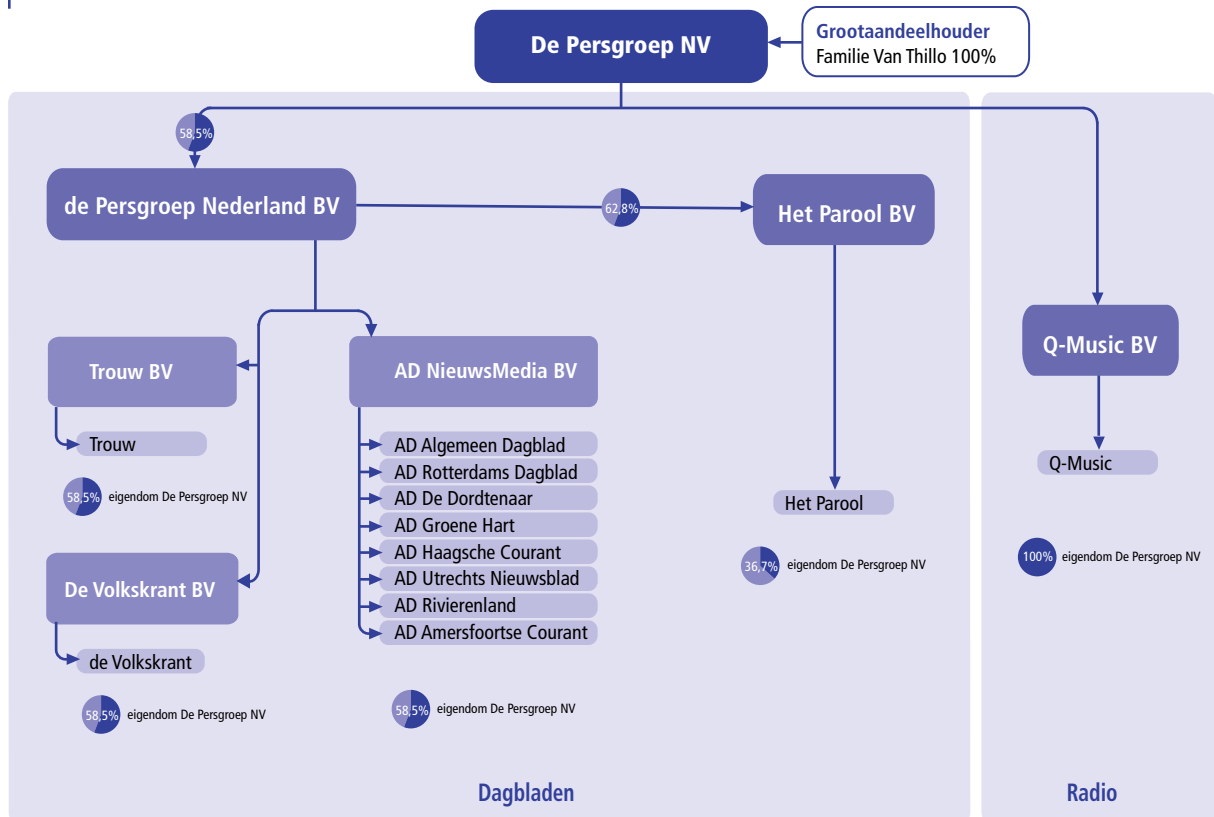 De Persgroep NV
Grootaandeelhouder
Familie Van Thillo 100%
58,5%
de Persgroep Nederland BV
62,8%
Het Parool BV
Trouw BV
AD NieuwsMedia BV
Q-Music BV
Trouw
58,5% eigendom De Persgroep NV
De Volkskrant BV
de Volkskrant
58,5% eigendom De Persgroep NV
AD Algemeen Dagblad
AD Rotterdams Dagblad
AD De Dordtenaar
AD Groene Hart
AD Haagsche Courant
AD Utrechts Nieuwsblad
AD Rivierenland
AD Amersfoortse Courant
58,5% eigendom De Persgroep NV
Het Parool
36,7% eigendom De Persgroep NV
Q-Music
100% eigendom De Persgroep NV
Dagbladen
Radio